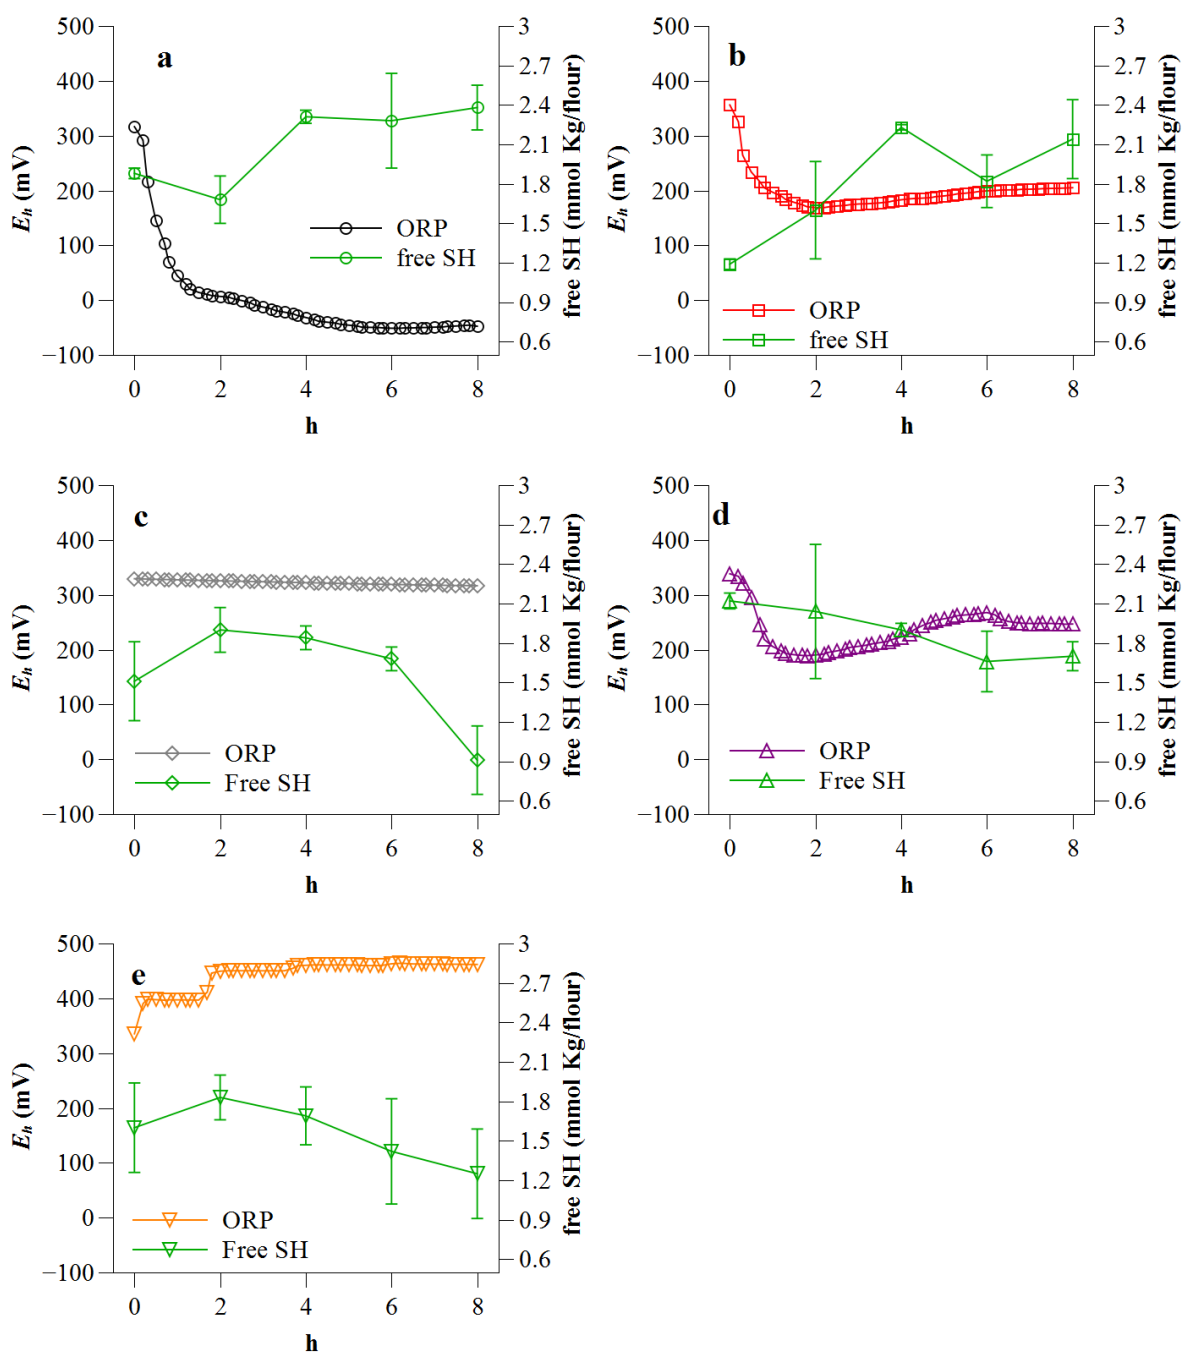 a
500
400
300
200
100
0
−100
Eh (mV)
3
2.7
2.4
2.1
1.8
1.5
1.2
0.9
0.6
free SH (mmol Kg/flour)
ORP
free SH
0 2 4 6 8
h
b
500
400
300
200
100
0
−100
Eh (mV)
3
2.7
2.4
2.1
1.8
1.5
1.2
0.9
0.6
free SH (mmol Kg/flour)
ORP
free SH
0 2 4 6 8
h
c
500
400
300
200
100
0
−100
Eh (mV)
3
2.7
2.4
2.1
1.8
1.5
1.2
0.9
0.6
free SH (mmol Kg/flour)
ORP
Free SH
0 2 4 6 8
h
d
500
400
300
200
100
0
−100
Eh (mV)
3
2.7
2.4
2.1
1.8
1.5
1.2
0.9
0.6
free SH (mmol Kg/flour)
ORP
Free SH
0 2 4 6 8
h
e
500
400
300
200
100
0
−100
Eh (mV)
3
2.7
2.4
2.1
1.8
1.5
1.2
0.9
0.6
free SH (mmol Kg/flour)
ORP
Free SH
0 2 4 6 8
h